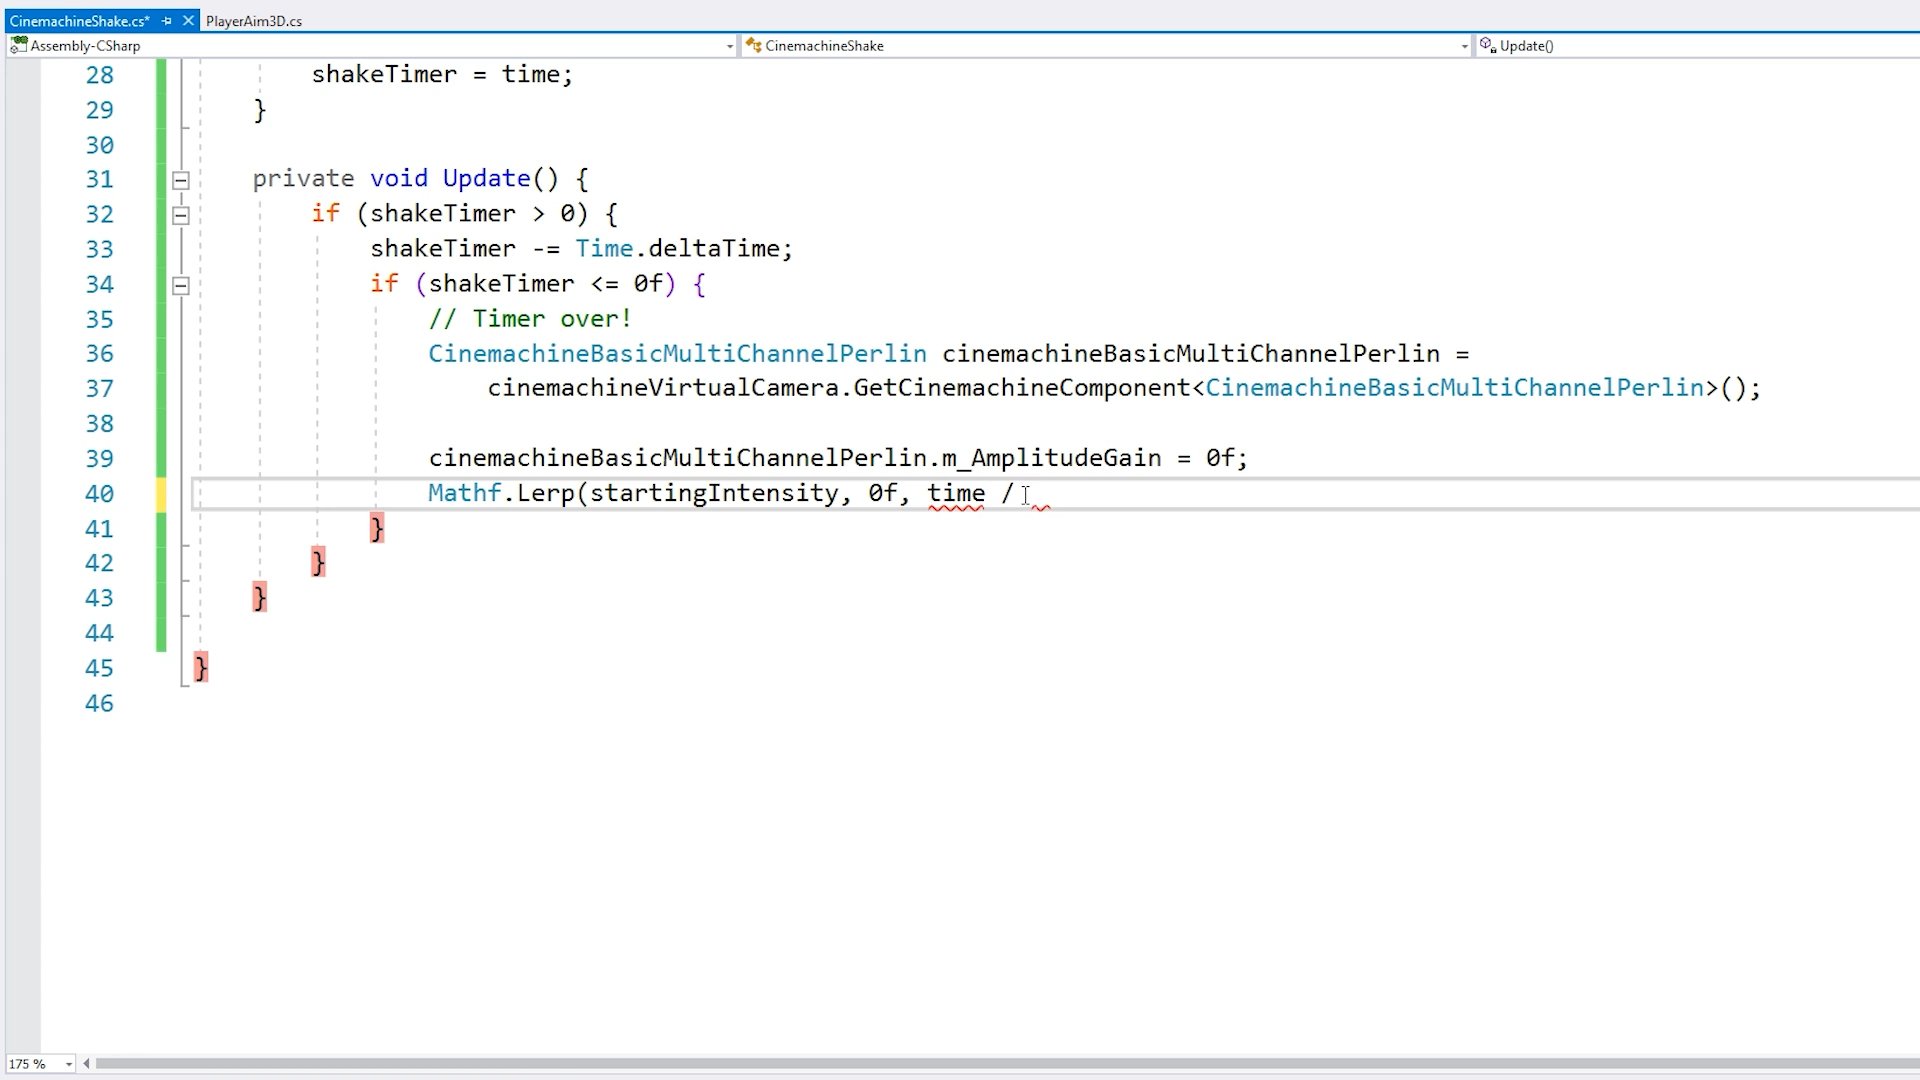 CinemachineShake.cs* PlayerAim3D.cs
Assembly-CSharp CinemachineShake Update()
28 shakeTimer = time;
29 }
30
31 private void Update() {
32 if (shakeTimer > 0) {
33 shakeTimer -= Time.deltaTime;
34 if (shakeTimer <= 0f) {
35 // Timer over!
36 CinemachineBasicMultiChannelPerlin cinemachineBasicMultiChannelPerlin =
37 cinemachineVirtualCamera.GetCinemachineComponent<CinemachineBasicMultiChannelPerlin>();
38
39 cinemachineBasicMultiChannelPerlin.m_AmplitudeGain = 0f;
40 Mathf.Lerp(startingIntensity, 0f, time /
41 }
42 }
43 }
44
45 }
46
175 %